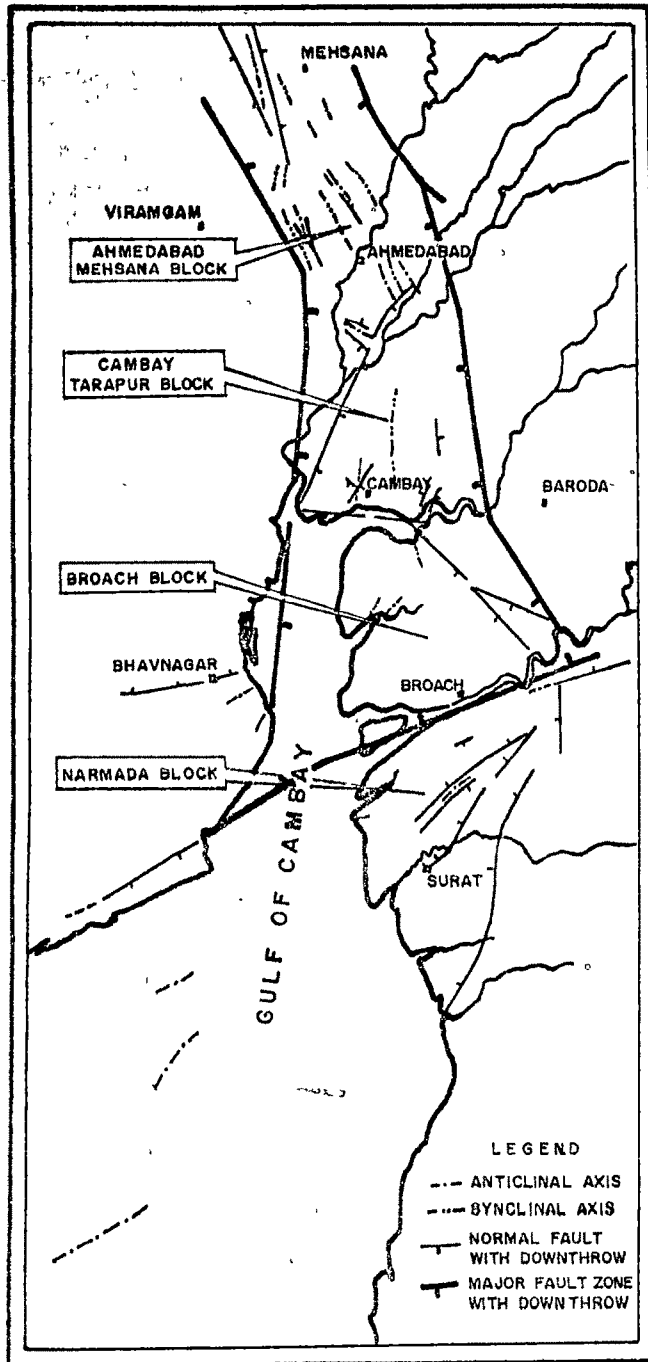 MEHSANA
VIRAMGAM
AHMEDABAD
MEHSANA BLOCK
AHMEDABAD
CAMBAY
TARAPUR BLOCK
CAMBAY
BARODA
BROACH BLOCK
BHAVNAGAR
BROACH
NARMADA BLOCK
GULF OF CAMBAY
SURAT
LEGEND
ANTICLINAL AXIS
SYNCLINAL AXIS
NORMAL FAULT
WITH DOWNTHROW
MAJOR FAULT ZONE
WITH DOWNTHROW